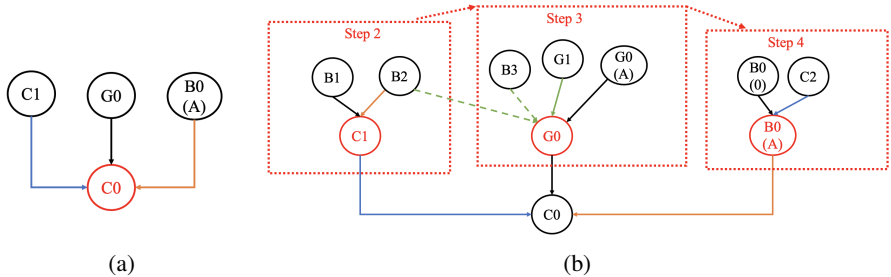 C1
G0
B0
(A)
C0
(a)
Step 2
B1
B2
C1
Step 3
B3
G1
G0
(A)
G0
Step 4
B0
(0)
C2
B0
(A)
C0
(b)